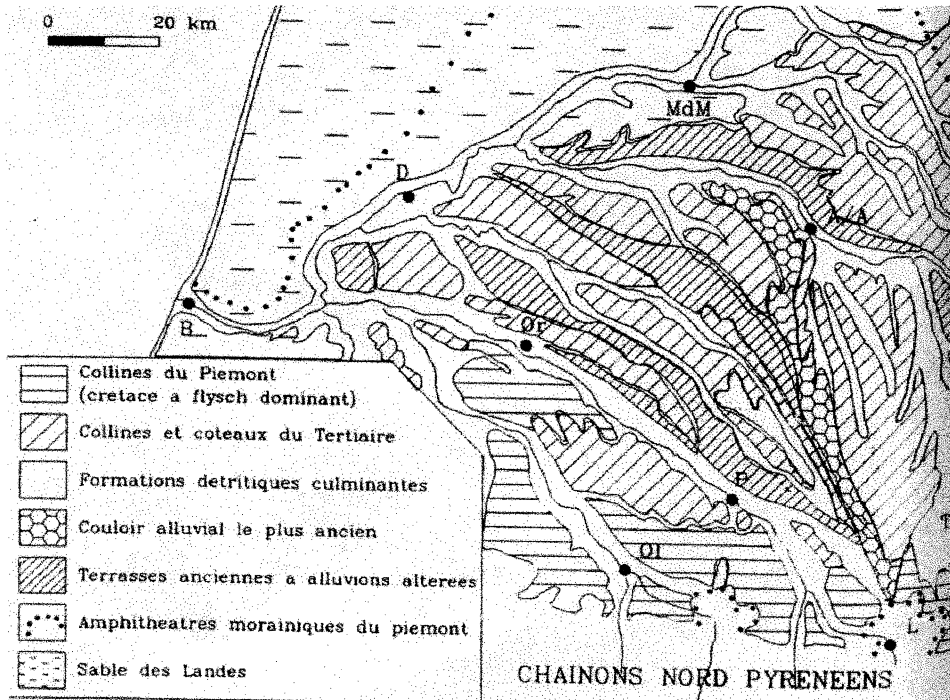 0 20 km
MdM
D
A
B
Or
P
Ol
L
Collines du Piemont
(cretace a flysch dominant)
Collines et coteaux du Tertiaire
Formations detritiques culminantes
Couloir alluvial le plus ancien
Terrasses anciennes a alluvions alterees
Amphitheatres morainiques du piemont
Sable des Landes
CHAINONS NORD PYRENEENS